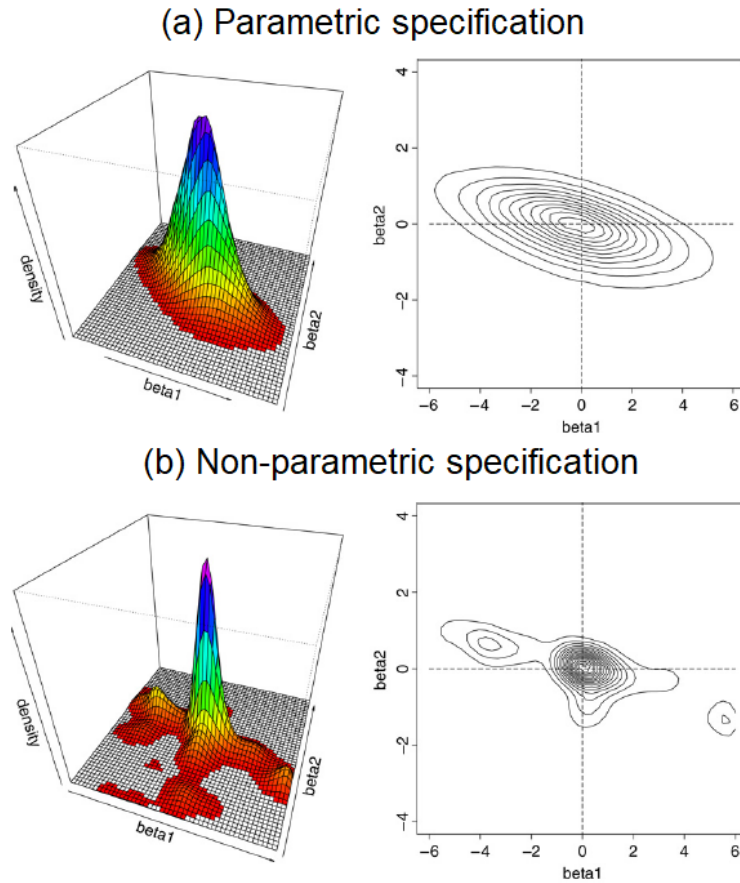 (a) Parametric specification
density
beta1
beta2
4
2
0
−2
−4
beta2
−6
−4
−2
0
2
4
6
beta1
(b) Non-parametric specification
density
beta1
beta2
4
2
0
−2
−4
beta2
−6
−4
−2
0
2
4
6
beta1